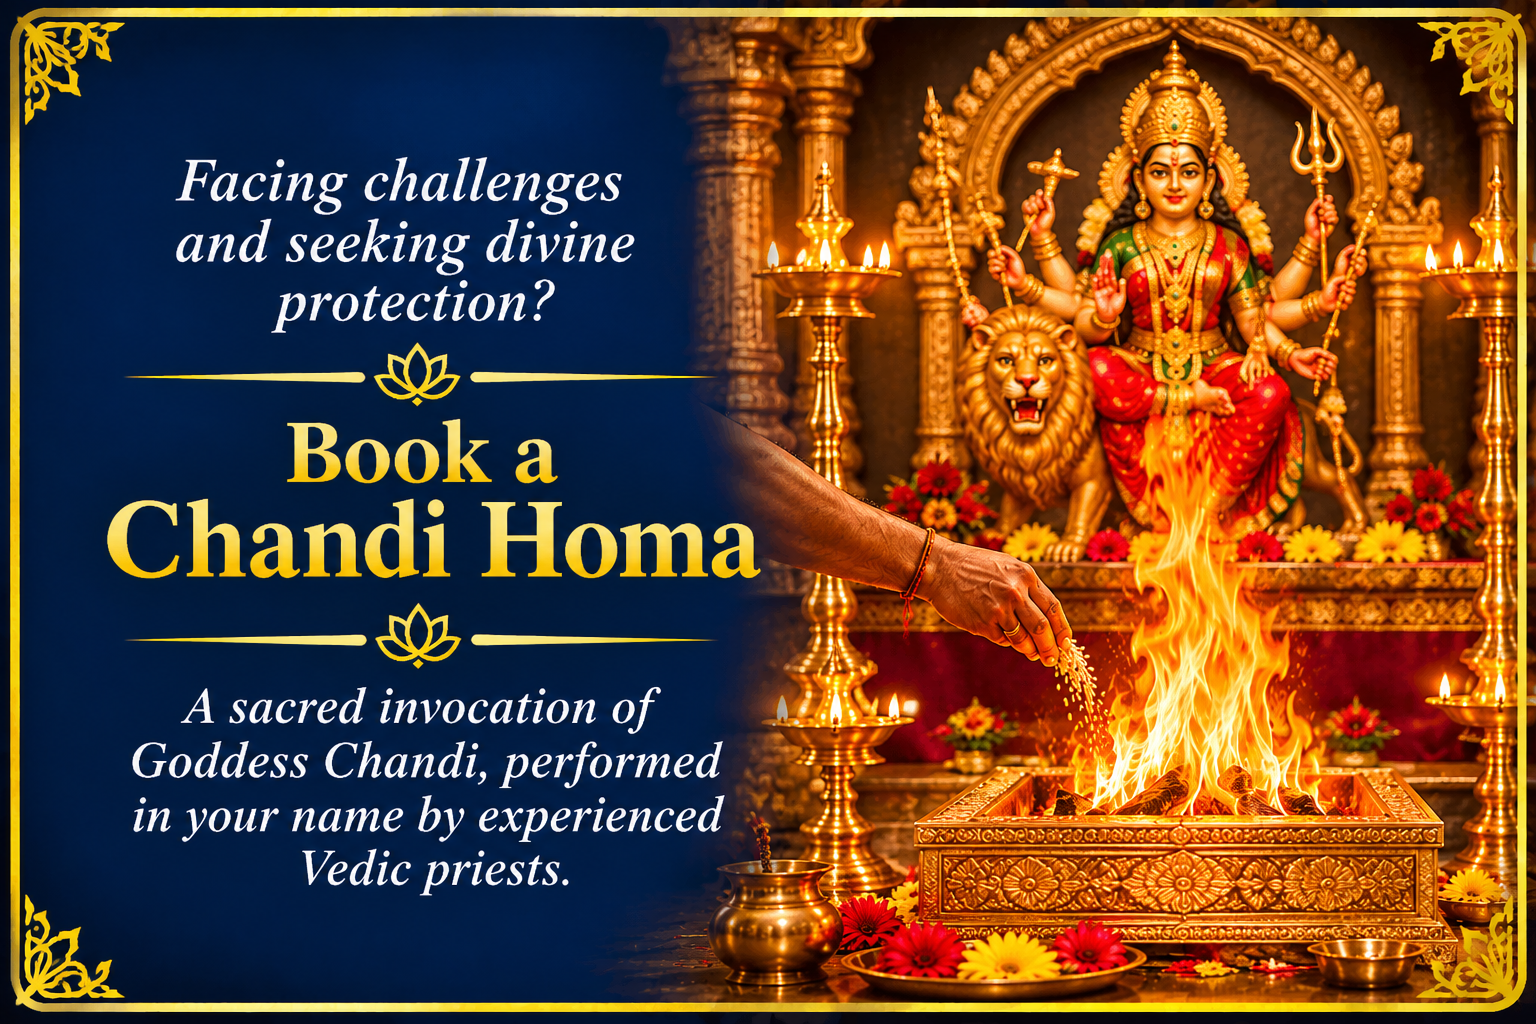 Facing challenges
and seeking divine
protection?
Book a
Chandi Homa
A sacred invocation of
Goddess Chandi, performed
in your name by experienced
Vedic priests.